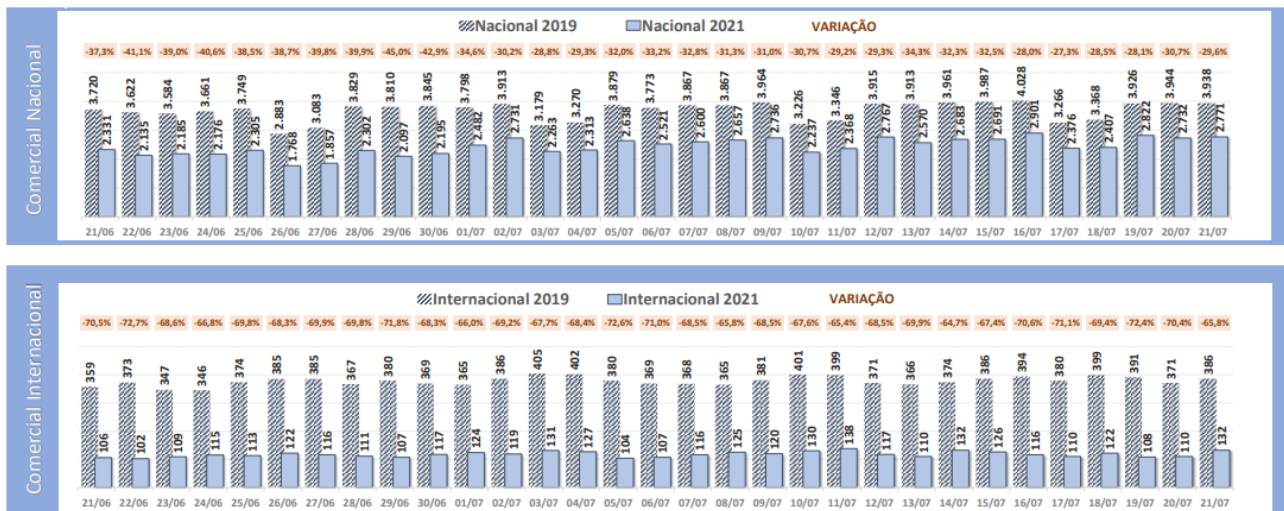 Comercial Nacional
Nacional 2019 Nacional 2021 VARIAÇÃO
-37,3% -41,1% -39,0% -40,6% -38,5% -38,7% -39,8% -39,9% -45,0% -42,9% -34,6% -30,2% -28,8% -29,3% -32,0% -33,2% -32,8% -31,3% -31,0% -30,7% -29,2% -29,3% -34,3% -32,3% -32,5% -28,0% -27,3% -28,5% -28,1% -30,7% -29,6%
3.720 3.622 3.584 3.661 3.749 2.883 3.083 3.829 3.810 3.845 3.798 3.913 3.179 3.270 3.879 3.773 3.867 3.867 3.964 3.226 3.346 3.915 3.913 3.961 3.987 4.028 3.266 3.368 3.926 3.944 3.938
2.331 2.135 2.185 2.176 2.305 1.768 1.857 2.302 2.097 2.195 2.482 2.731 2.263 2.313 2.638 2.521 2.600 2.657 2.736 2.237 2.368 2.767 2.570 2.683 2.691 2.901 2.376 2.407 2.822 2.732 2.771
21/06 22/06 23/06 24/06 25/06 26/06 27/06 28/06 29/06 30/06 01/07 02/07 03/07 04/07 05/07 06/07 07/07 08/07 09/07 10/07 11/07 12/07 13/07 14/07 15/07 16/07 17/07 18/07 19/07 20/07 21/07
Comercial Internacional
Internacional 2019 Internacional 2021 VARIAÇÃO
-70,5% -72,7% -68,6% -66,8% -69,8% -68,3% -69,9% -69,8% -71,8% -68,3% -66,0% -69,2% -67,7% -68,4% -72,6% -71,0% -68,5% -65,8% -68,5% -67,6% -65,4% -68,5% -69,9% -64,7% -67,4% -70,6% -71,1% -69,4% -72,4% -70,4% -65,8%
359 373 347 346 374 385 385 367 380 369 365 386 405 402 380 369 368 365 381 401 399 371 366 374 386 394 380 399 391 371 386
106 102 109 115 113 122 116 111 107 117 124 119 131 127 104 107 116 125 120 130 138 117 110 132 126 116 110 122 108 110 132
21/06 22/06 23/06 24/06 25/06 26/06 27/06 28/06 29/06 30/06 01/07 02/07 03/07 04/07 05/07 06/07 07/07 08/07 09/07 10/07 11/07 12/07 13/07 14/07 15/07 16/07 17/07 18/07 19/07 20/07 21/07